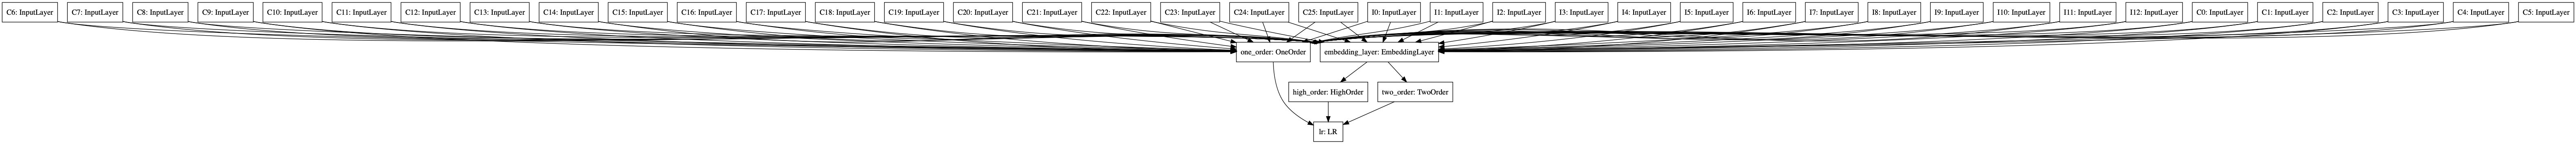 C6: InputLayer
C7: InputLayer
C8: InputLayer
C9: InputLayer
C10: InputLayer
C11: InputLayer
C12: InputLayer
C13: InputLayer
C14: InputLayer
C15: InputLayer
C16: InputLayer
C17: InputLayer
C18: InputLayer
C19: InputLayer
C20: InputLayer
C21: InputLayer
C22: InputLayer
C23: InputLayer
C24: InputLayer
C25: InputLayer
I0: InputLayer
I1: InputLayer
I2: InputLayer
I3: InputLayer
I4: InputLayer
I5: InputLayer
I6: InputLayer
I7: InputLayer
I8: InputLayer
I9: InputLayer
I10: InputLayer
I11: InputLayer
I12: InputLayer
C0: InputLayer
C1: InputLayer
C2: InputLayer
C3: InputLayer
C4: InputLayer
C5: InputLayer
one_order: OneOrder
embedding_layer: EmbeddingLayer
high_order: HighOrder
two_order: TwoOrder
lr: LR